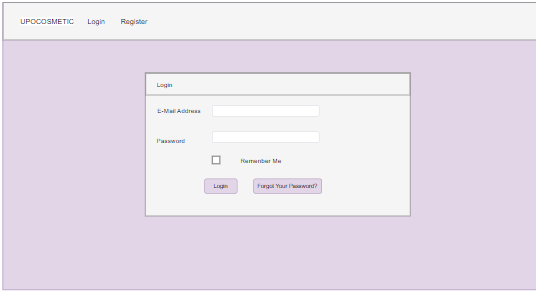 UPOCOSMETIC Login Register
Login
E-Mail Address
Password
Remember Me
Login Forgot Your Password?